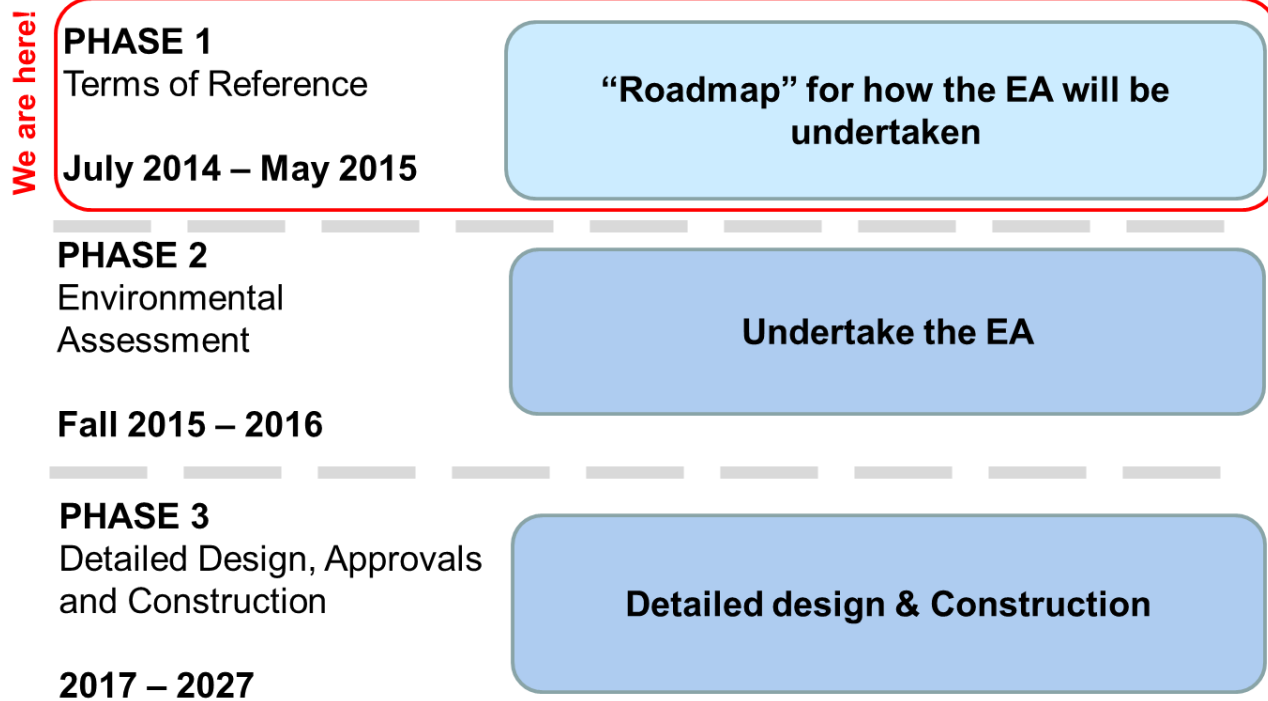 We are here!
PHASE 1
Terms of Reference
July 2014 – May 2015
“Roadmap” for how the EA will be
undertaken
PHASE 2
Environmental
Assessment
Fall 2015 – 2016
Undertake the EA
PHASE 3
Detailed Design, Approvals
and Construction
2017 – 2027
Detailed design & Construction